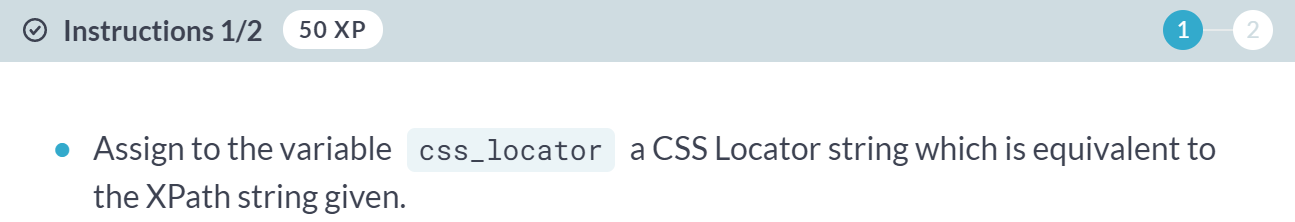 Instructions 1/2 50 XP 1 2
Assign to the variable css_locator a CSS Locator string which is equivalent to
the XPath string given.